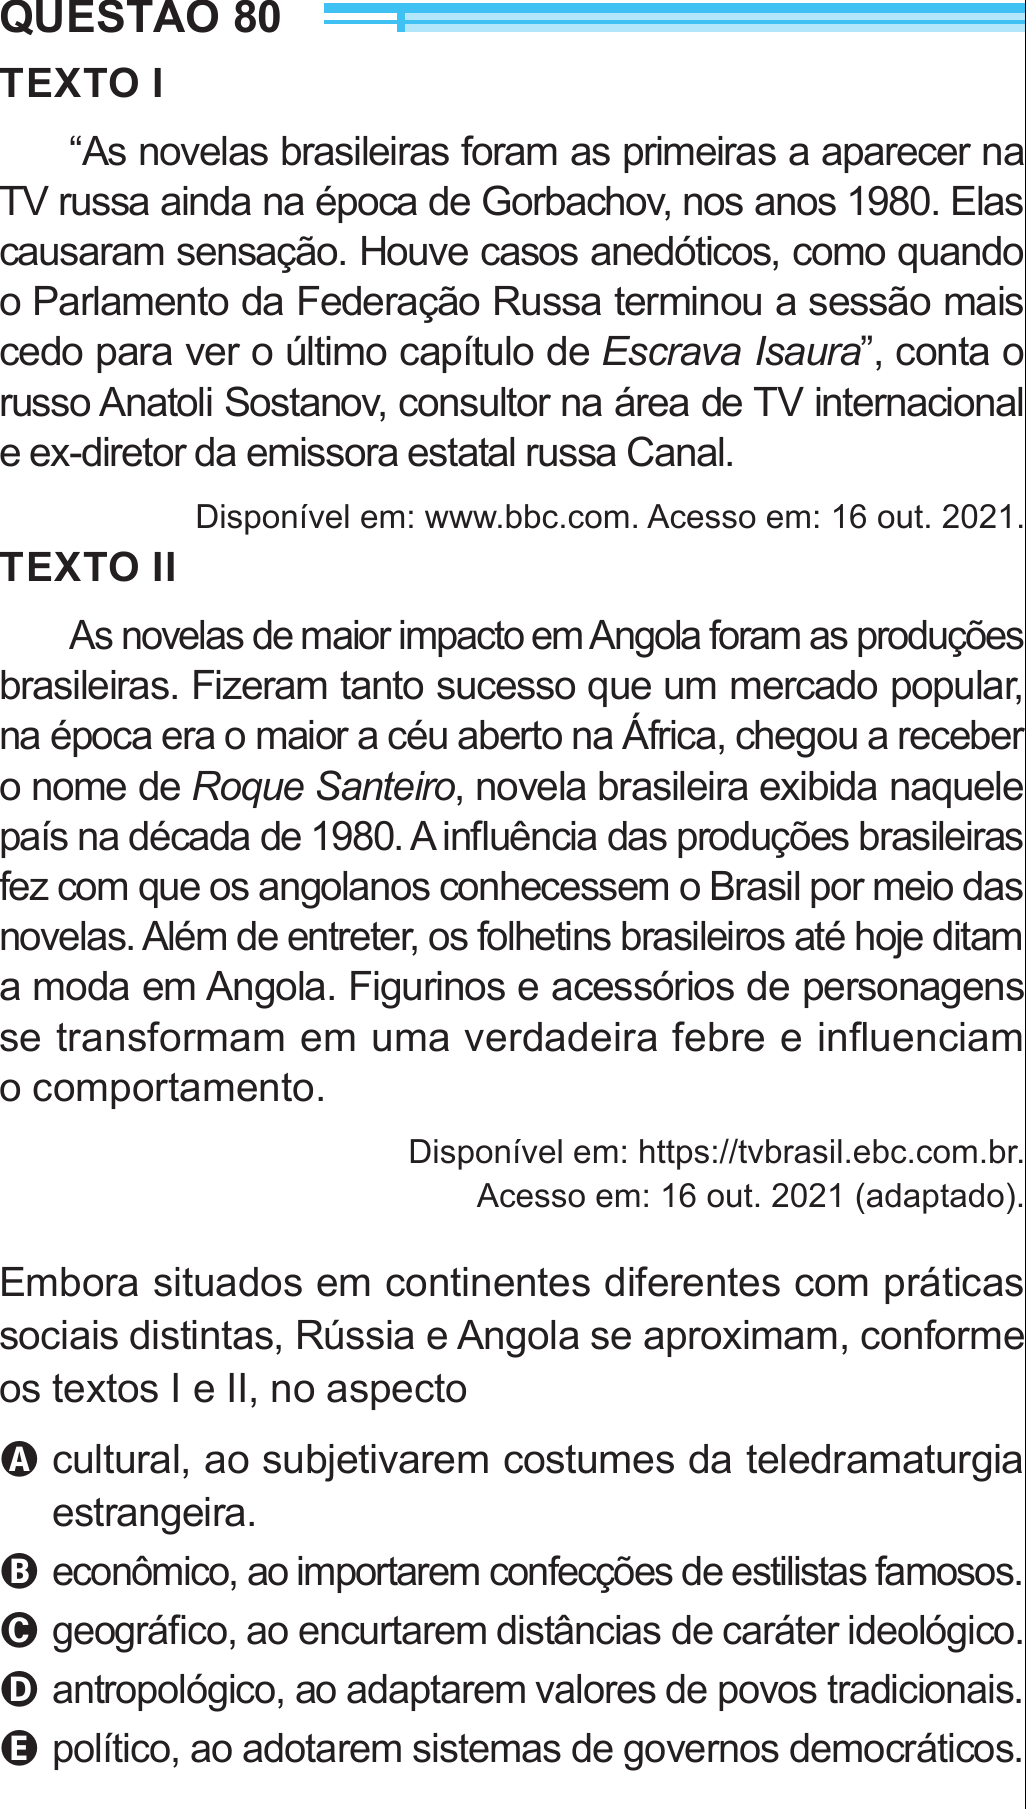 QUESTÃO 80
TEXTO I
“As novelas brasileiras foram as primeiras a aparecer na
TV russa ainda na época de Gorbachov, nos anos 1980. Elas
causaram sensação. Houve casos anedóticos, como quando
o Parlamento da Federação Russa terminou a sessão mais
cedo para ver o último capítulo de Escrava Isaura”, conta o
russo Anatoli Sostanov, consultor na área de TV internacional
e ex-diretor da emissora estatal russa Canal.
Disponível em: www.bbc.com. Acesso em: 16 out. 2021.
TEXTO II
As novelas de maior impacto em Angola foram as produções
brasileiras. Fizeram tanto sucesso que um mercado popular,
na época era o maior a céu aberto na África, chegou a receber
o nome de Roque Santeiro, novela brasileira exibida naquele
país na década de 1980. A influência das produções brasileiras
fez com que os angolanos conhecessem o Brasil por meio das
novelas. Além de entreter, os folhetins brasileiros até hoje ditam
a moda em Angola. Figurinos e acessórios de personagens
se transformam em uma verdadeira febre e influenciam
o comportamento.
Disponível em: https://tvbrasil.ebc.com.br.
Acesso em: 16 out. 2021 (adaptado).
Embora situados em continentes diferentes com práticas
sociais distintas, Rússia e Angola se aproximam, conforme
os textos I e II, no aspecto
A cultural, ao subjetivarem costumes da teledramaturgia
estrangeira.
B econômico, ao importarem confecções de estilistas famosos.
C geográfico, ao encurtarem distâncias de caráter ideológico.
D antropológico, ao adaptarem valores de povos tradicionais.
E político, ao adotarem sistemas de governos democráticos.